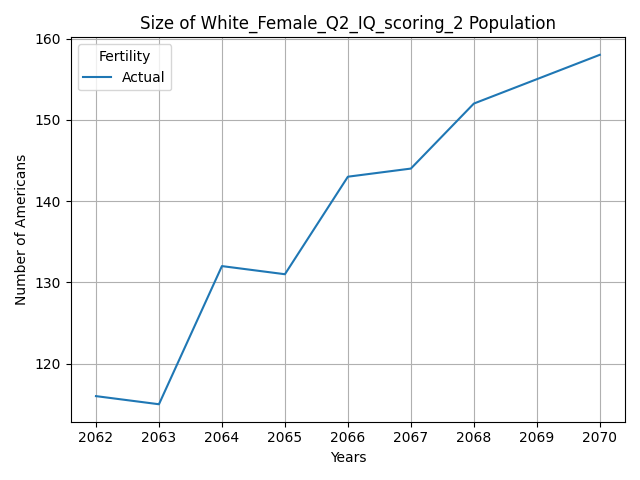 Size of White_Female_Q2_IQ_scoring_2 Population
Fertility
Actual
Number of Americans
160
150
140
130
120
2062 2063 2064 2065 2066 2067 2068 2069 2070
Years